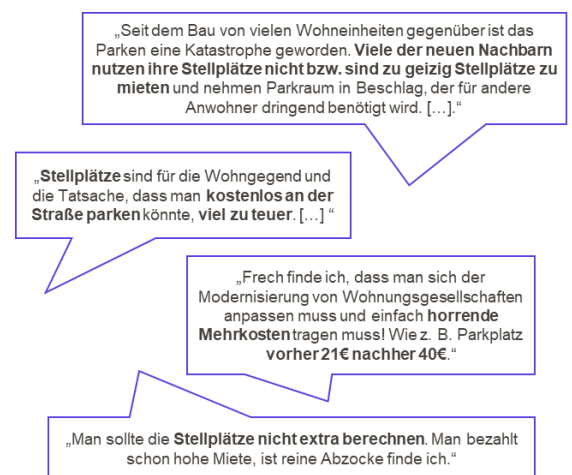 „Seit dem Bau von vielen Wohneinheiten gegenüber ist das
Parken eine Katastrophe geworden. Viele der neuen Nachbarn
nutzen ihre Stellplätze nicht bzw. sind zu geizig Stellplätze zu
mieten und nehmen Parkraum in Beschlag, der für andere
Anwohner dringend benötigt wird. […].“
„Stellplätze sind für die Wohngegend und
die Tatsache, dass man kostenlos an der
Straße parken könnte, viel zu teuer. […] “
„Frech finde ich, dass man sich der
Modernisierung von Wohnungsgesellschaften
anpassen muss und einfach horrende
Mehrkosten tragen muss! Wie z. B. Parkplatz
vorher 21€ nachher 40€.“
„Man sollte die Stellplätze nicht extra berechnen. Man bezahlt
schon hohe Miete, ist reine Abzocke finde ich.“